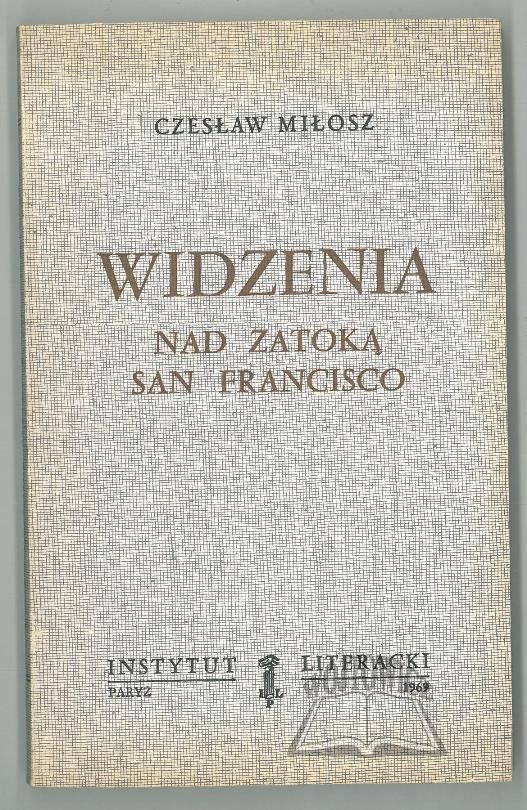 CZESŁAW MIŁOSZ
WIDZENIA
NAD ZATOKĄ
SAN FRANCISCO
INSTYTUT LITERACKI
PARYŻ 1969
I L
P